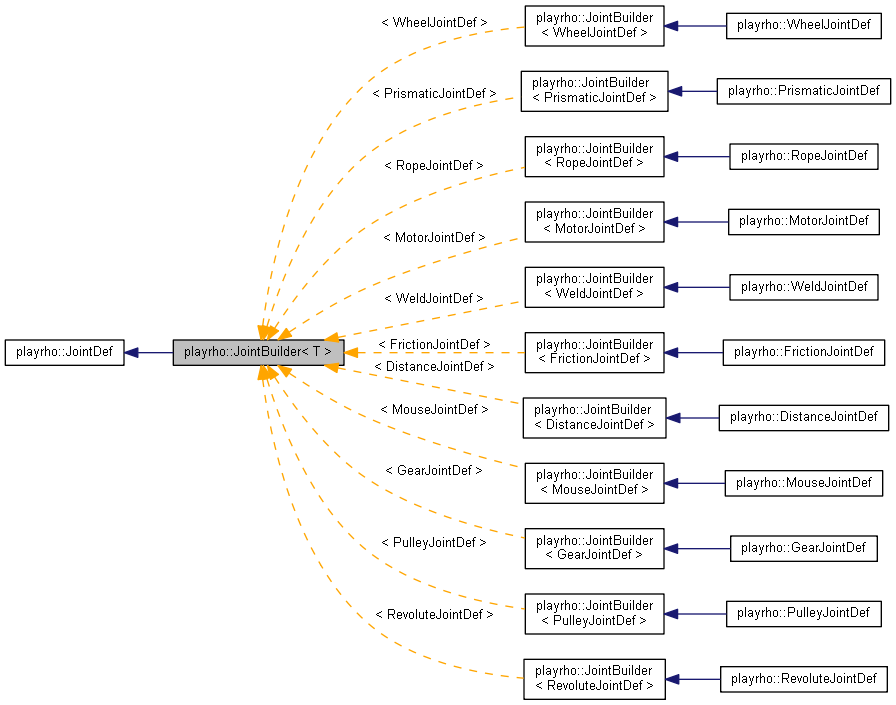 playrho::JointDef
playrho::JointBuilder< T >
< WheelJointDef >
playrho::JointBuilder
< WheelJointDef >
playrho::WheelJointDef
< PrismaticJointDef >
playrho::JointBuilder
< PrismaticJointDef >
playrho::PrismaticJointDef
< RopeJointDef >
playrho::JointBuilder
< RopeJointDef >
playrho::RopeJointDef
< MotorJointDef >
playrho::JointBuilder
< MotorJointDef >
playrho::MotorJointDef
< WeldJointDef >
playrho::JointBuilder
< WeldJointDef >
playrho::WeldJointDef
< FrictionJointDef >
playrho::JointBuilder
< FrictionJointDef >
playrho::FrictionJointDef
< DistanceJointDef >
playrho::JointBuilder
< DistanceJointDef >
playrho::DistanceJointDef
< MouseJointDef >
playrho::JointBuilder
< MouseJointDef >
playrho::MouseJointDef
< GearJointDef >
playrho::JointBuilder
< GearJointDef >
playrho::GearJointDef
< PulleyJointDef >
playrho::JointBuilder
< PulleyJointDef >
playrho::PulleyJointDef
< RevoluteJointDef >
playrho::JointBuilder
< RevoluteJointDef >
playrho::RevoluteJointDef